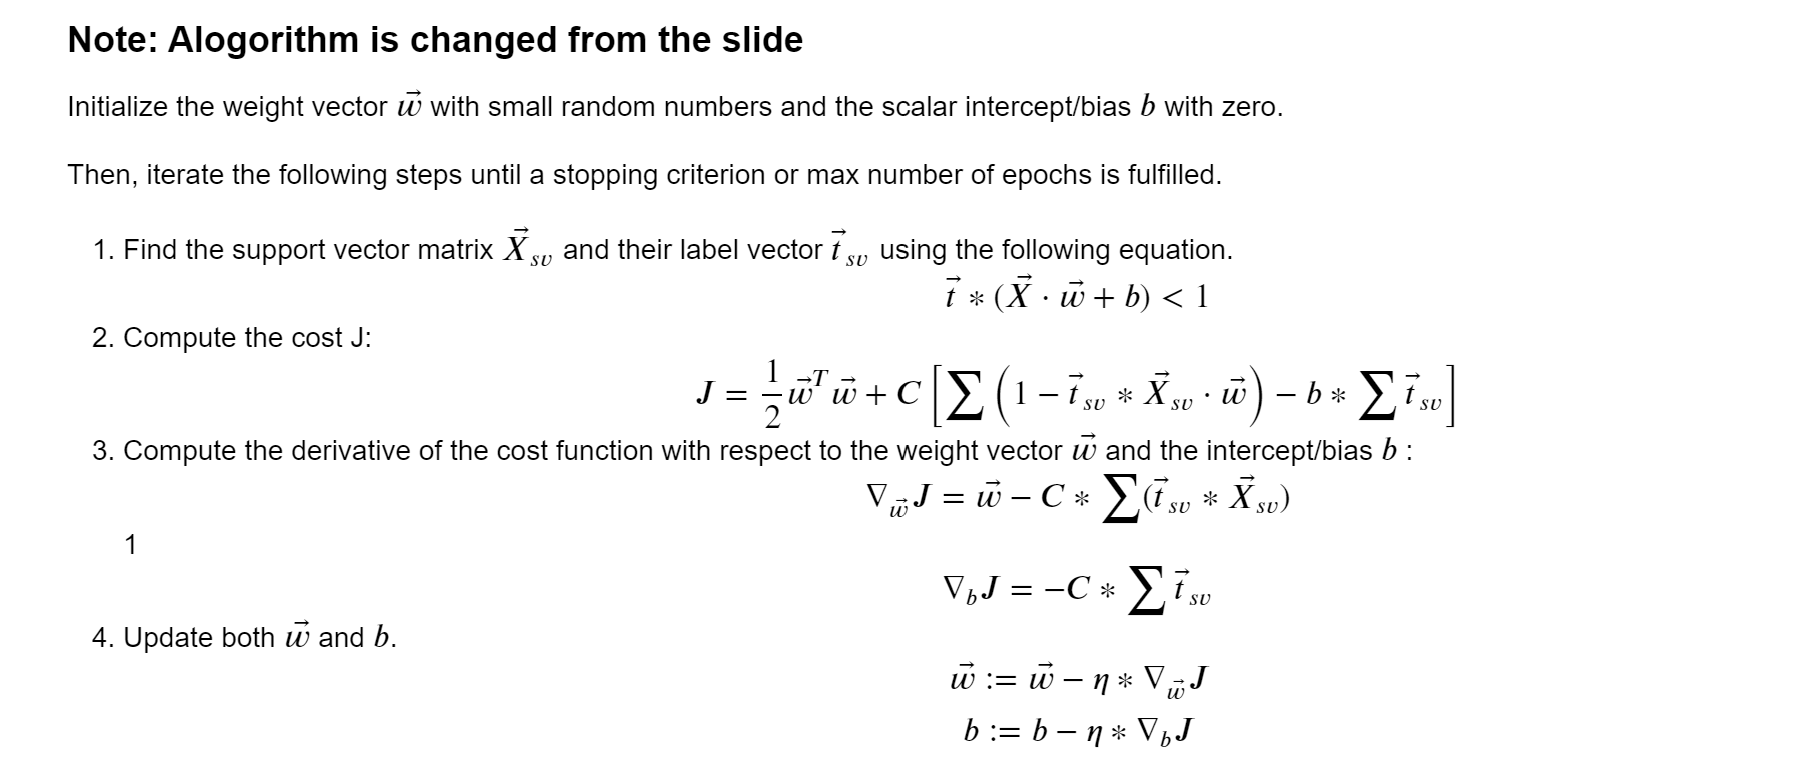 Note: Alogorithm is changed from the slide
Initialize the weight vector $\vec{w}$ with small random numbers and the scalar intercept/bias $b$ with zero.
Then, iterate the following steps until a stopping criterion or max number of epochs is fulfilled.
1. Find the support vector matrix $\vec{X}_{sv}$ and their label vector $\vec{t}_{sv}$ using the following equation.
$\vec{t} * (\vec{X} \cdot \vec{w} + b) < 1$
2. Compute the cost J:
$J = \frac{1}{2} \vec{w}^T \vec{w} + C \left[ \sum \left( 1 - \vec{t}_{sv} * \vec{X}_{sv} \cdot \vec{w} \right) - b * \sum \vec{t}_{sv} \right]$
3. Compute the derivative of the cost function with respect to the weight vector $\vec{w}$ and the intercept/bias $b$ :
$\nabla_{\vec{w}} J = \vec{w} - C * \sum (\vec{t}_{sv} * \vec{X}_{sv})$
1
$\nabla_b J = -C * \sum \vec{t}_{sv}$
4. Update both $\vec{w}$ and $b$.
$\vec{w} := \vec{w} - \eta * \nabla_{\vec{w}} J$
$b := b - \eta * \nabla_b J$